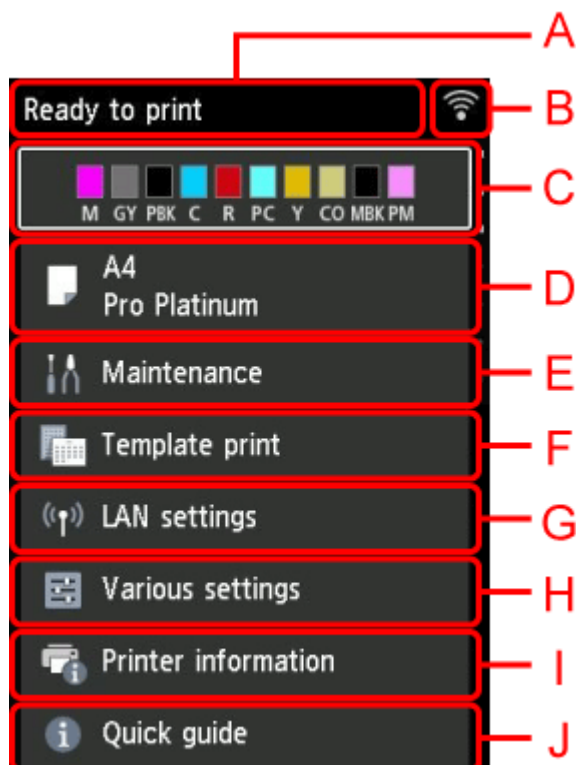 A
Ready to print
B
C
M GY PBK C R PC Y CO MBK PM
A4
Pro Platinum
D
Maintenance
E
Template print
F
LAN settings
G
Various settings
H
Printer information
I
Quick guide
J